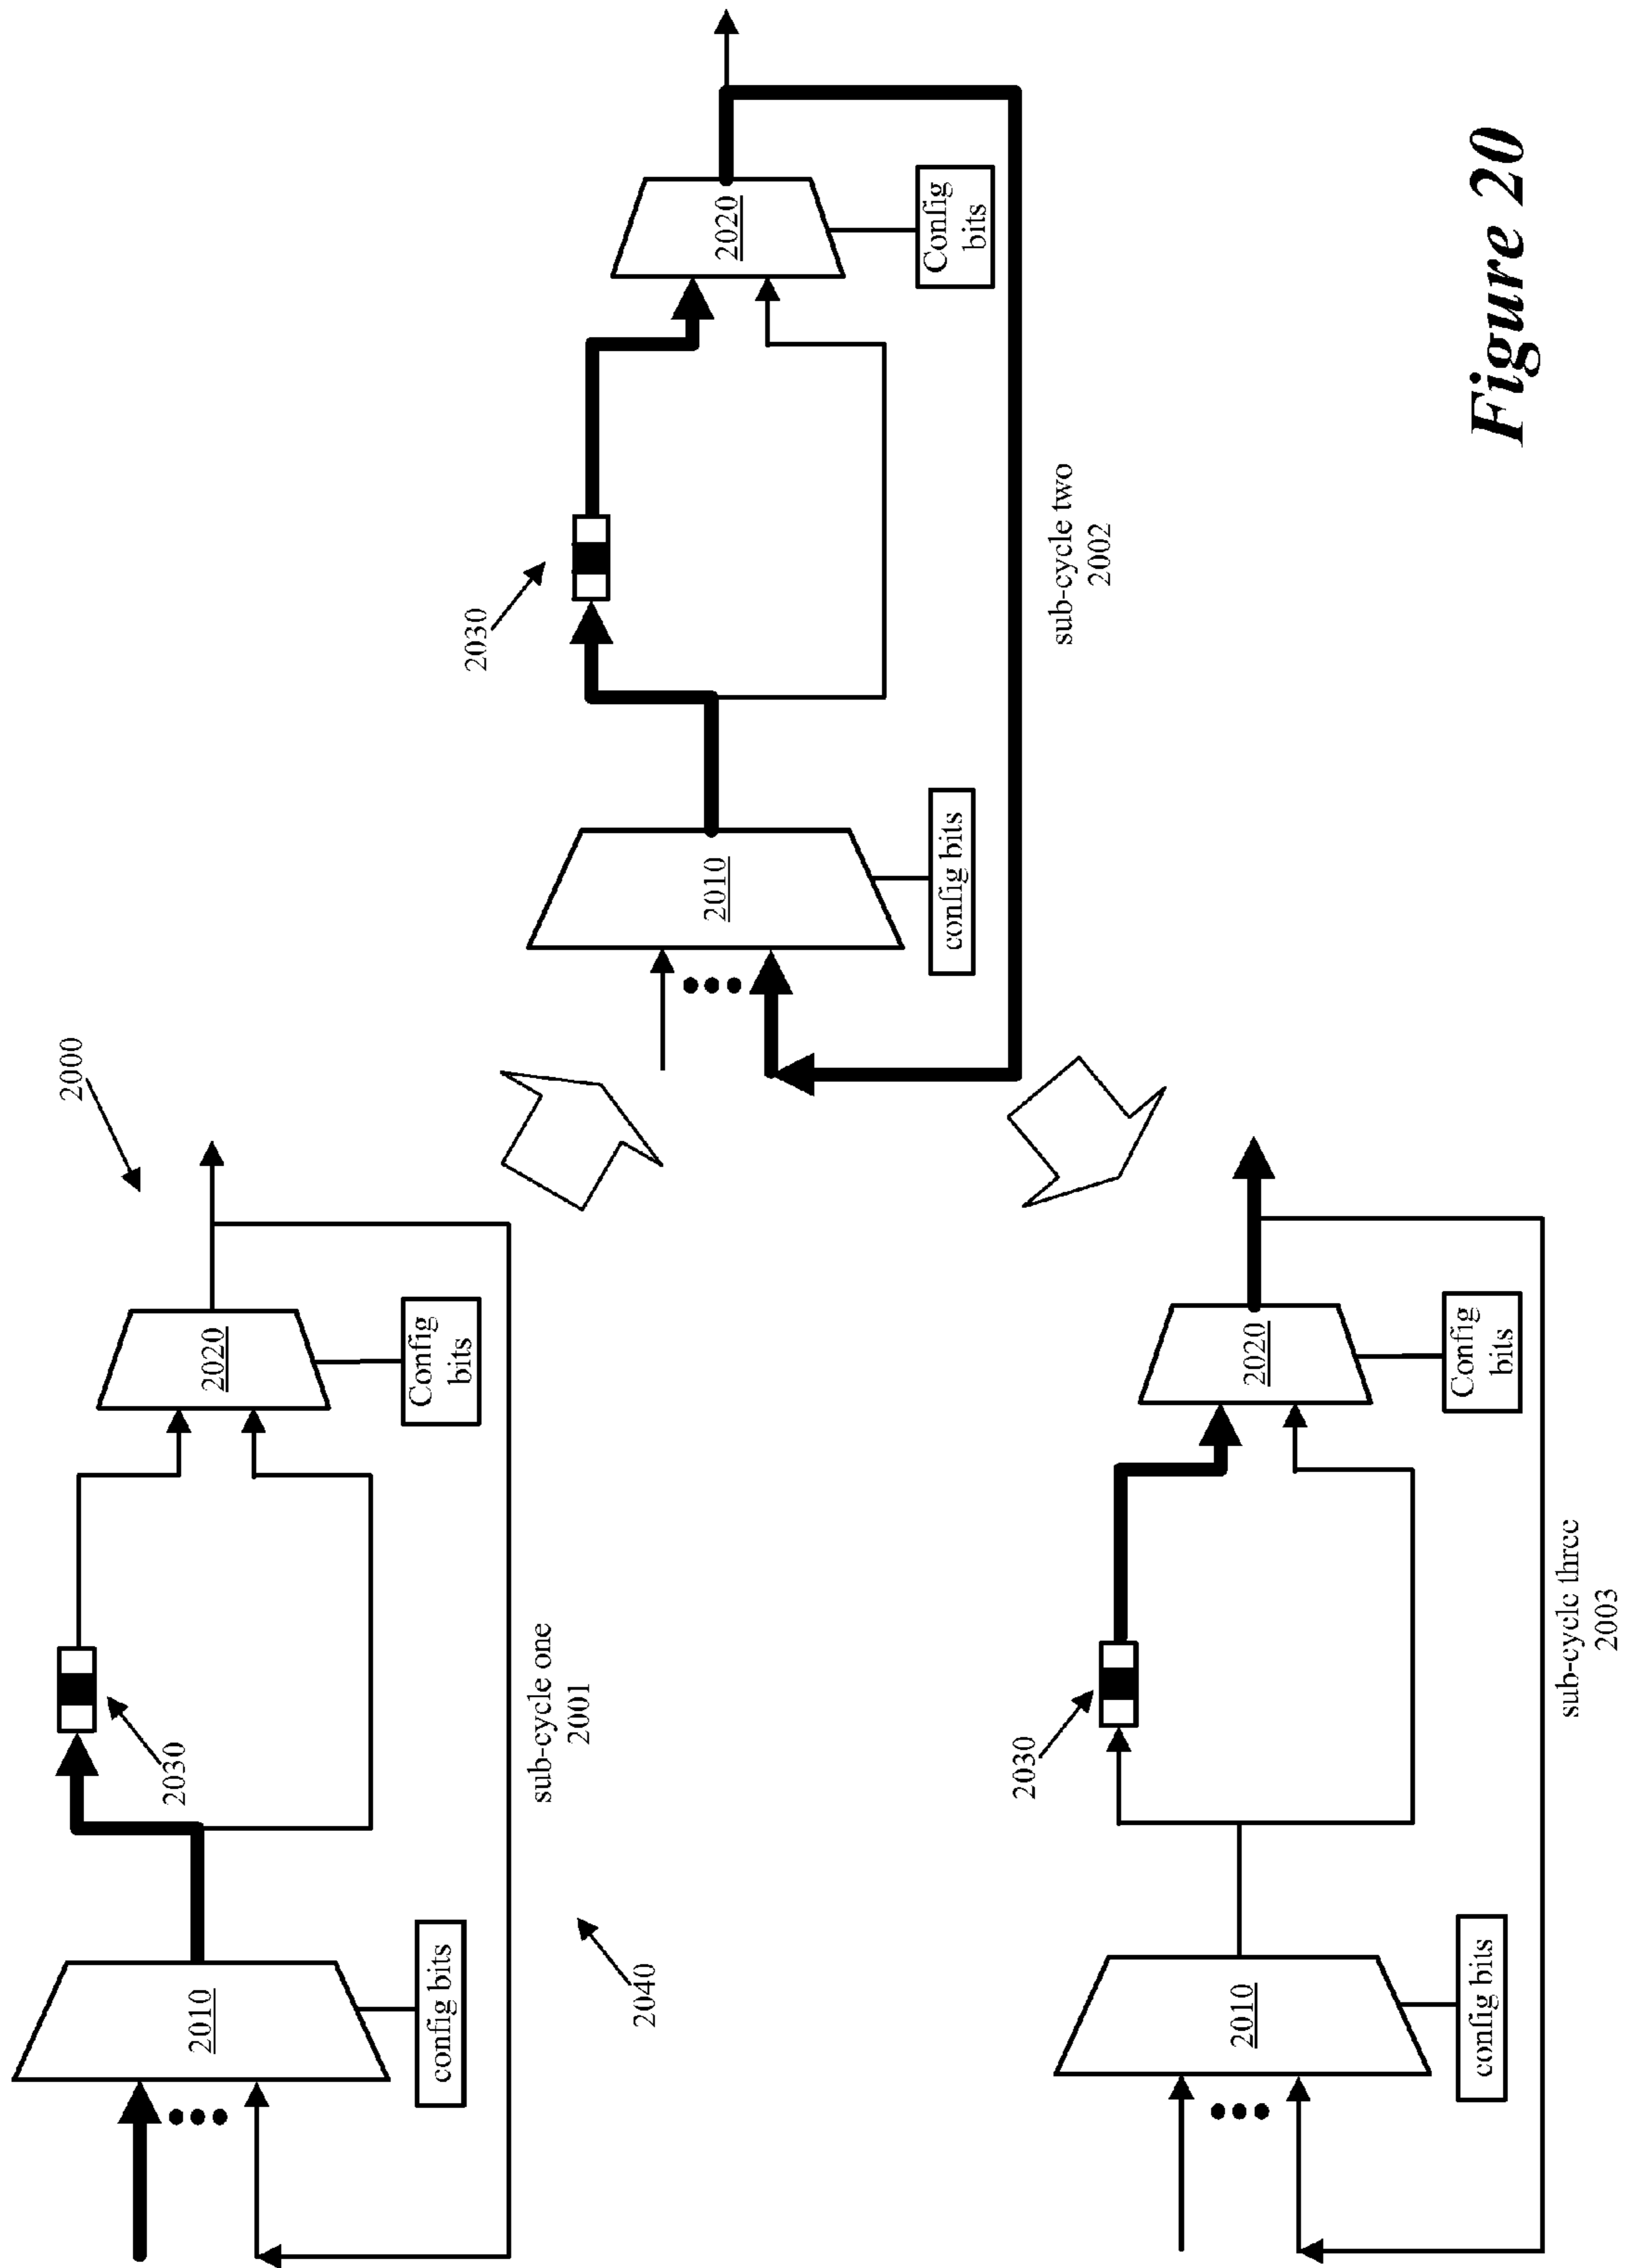 2000
2010
config bits
2030
2020
Config
bits
sub-cycle one
2001
2040
2010
config bits
2030
2020
Config
bits
sub-cycle two
2002
2010
config bits
2030
2020
Config
bits
sub-cycle three
2003
Figure 20